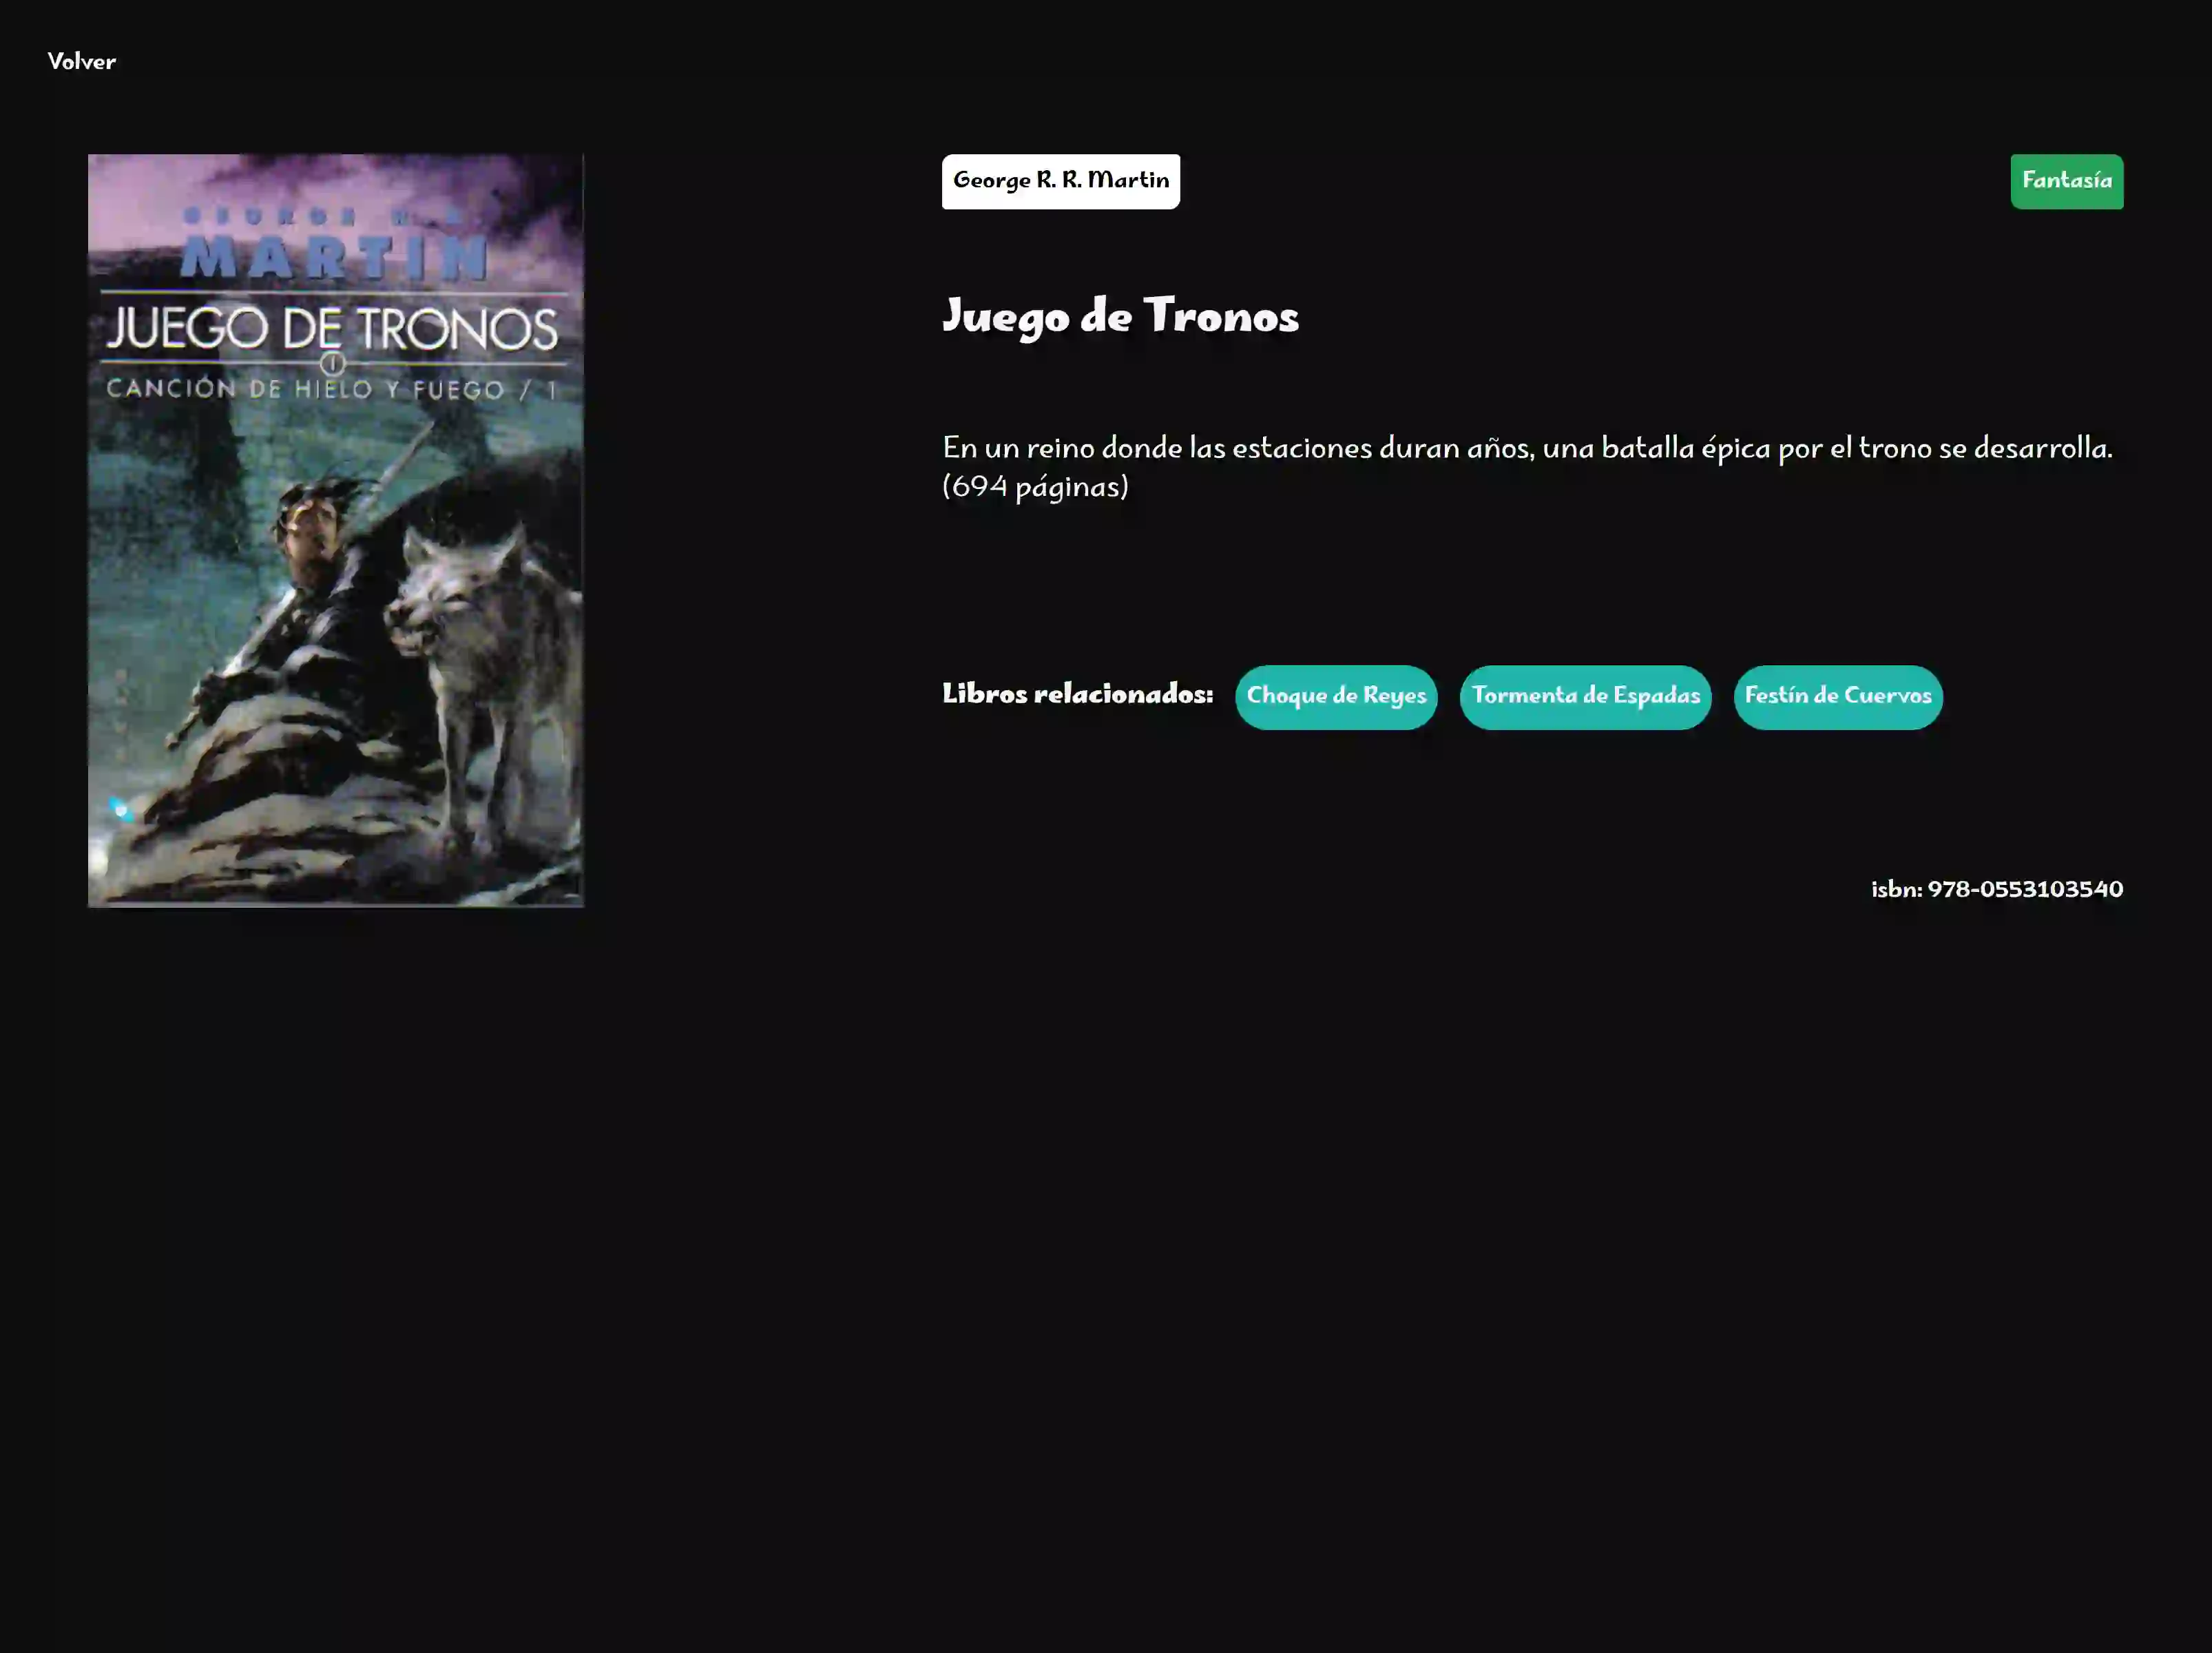 Volver
GEORGE R. R.
MARTIN
JUEGO DE TRONOS
1
CANCIÓN DE HIELO Y FUEGO / 1
George R. R. Martin
Fantasía
Juego de Tronos
En un reino donde las estaciones duran años, una batalla épica por el trono se desarrolla.
(694 páginas)
Libros relacionados:
Choque de Reyes
Tormenta de Espadas
Festín de Cuervos
isbn: 978-0553103540